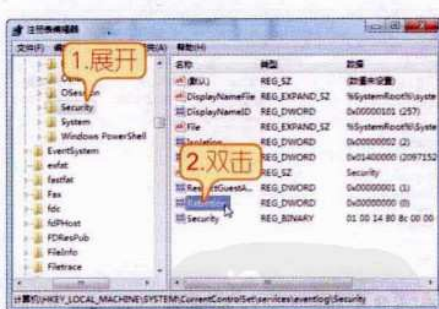 注册表编辑器
文件(F)
(A)
帮助(H)
1.展开
OSession
Security
System
Windows PowerShell
EventSystem
exfat
fastfat
Fax
fdc
fdPHost
FDResPub
FileInfo
Filetrace
名称 类型 数据
(默认) REG_SZ (数值未设置)
DisplayNameFile REG_EXPAND_SZ %SystemRoot%\syste
DisplayNameID REG_DWORD 0x00000101 (257)
File REG_EXPAND_SZ %SystemRoot%\Syste
REG_DWORD 0x00000002 (2)
2.双击
REG_DWORD 0x01400000 (2097152
REG_SZ Security
RestrictGuestA... REG_DWORD 0x00000001 (1)
Retention REG_DWORD 0x00000000 (0)
Security REG_BINARY 01 00 14 80 8c 00 00
计算机\HKEY_LOCAL_MACHINE\SYSTEM\CurrentControlSet\services\eventlog\Security